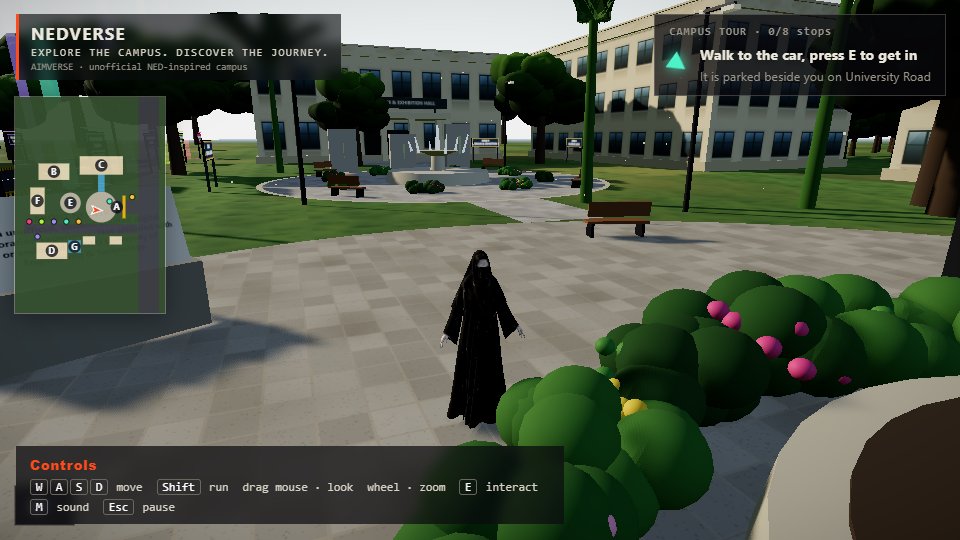 NEDVERSE
EXPLORE THE CAMPUS. DISCOVER THE JOURNEY.
AIMVERSE · unofficial NED-inspired campus
CAMPUS TOUR · 0/8 stops
Walk to the car, press E to get in
It is parked beside you on University Road
& EXHIBITION HALL
B
C
F
E
A
D
G
Controls
W A S D move Shift run drag mouse · look wheel · zoom E interact
M sound Esc pause